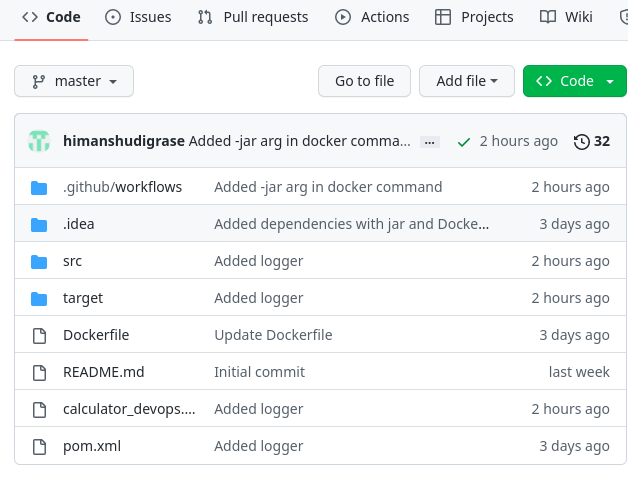 Code Issues Pull requests Actions Projects Wiki
master Go to file Add file Code
himanshudigrase Added -jar arg in docker comma... ... 2 hours ago 32
.github/workflows Added -jar arg in docker command 2 hours ago
.idea Added dependencies with jar and Docke... 3 days ago
src Added logger 2 hours ago
target Added logger 2 hours ago
Dockerfile Update Dockerfile 3 days ago
README.md Initial commit last week
calculator_devops.... Added logger 2 hours ago
pom.xml Added logger 3 days ago